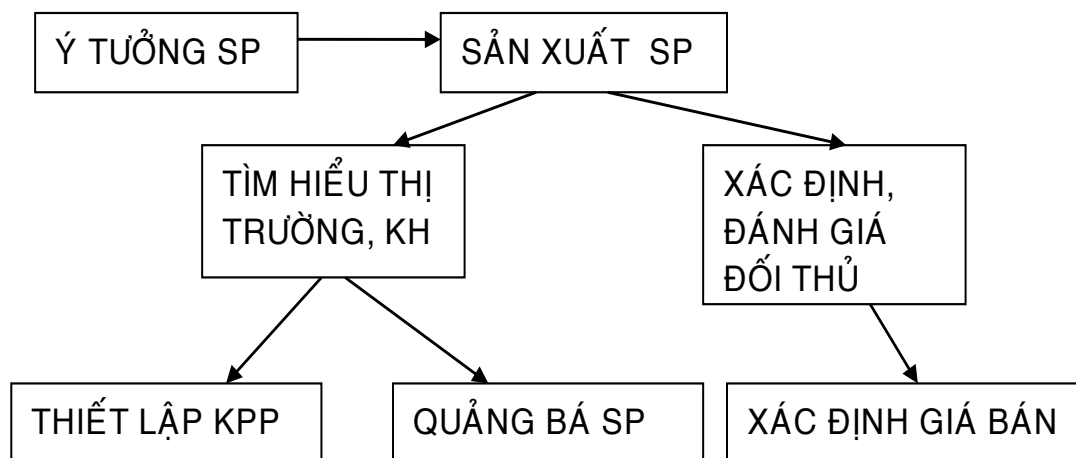 Ý TƯỞNG SP
SẢN XUẤT SP
TÌM HIỂU THỊ
TRƯỜNG, KH
XÁC ĐỊNH,
ĐÁNH GIÁ
ĐỐI THỦ
THIẾT LẬP KPP
QUẢNG BÁ SP
XÁC ĐỊNH GIÁ BÁN